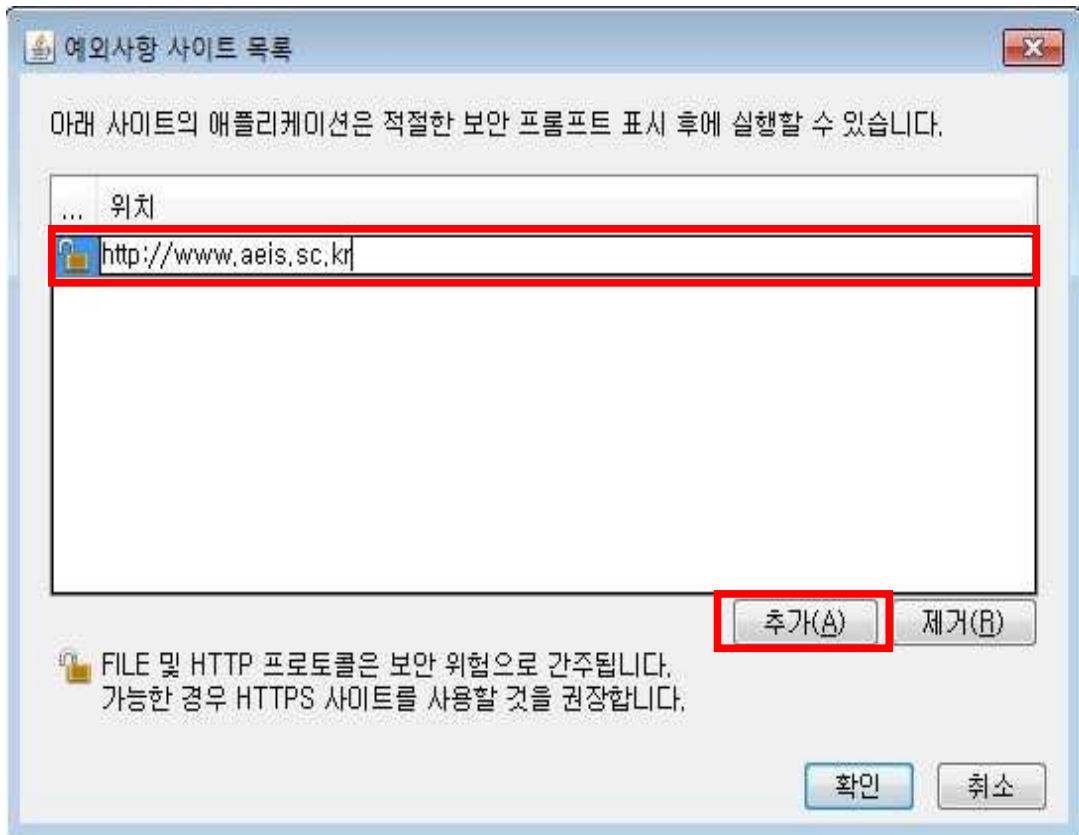 예외사항 사이트 목록
아래 사이트의 애플리케이션은 적절한 보안 프롬프트 표시 후에 실행할 수 있습니다.
... 위치
http://www.aeis.sc.kr
추가(A) 제거(R)
FILE 및 HTTP 프로토콜은 보안 위험으로 간주됩니다.
가능한 경우 HTTPS 사이트를 사용할 것을 권장합니다.
확인 취소